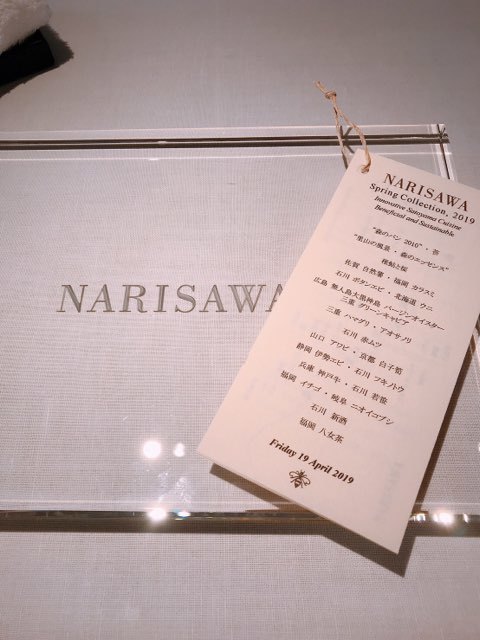 NARISAWA
NARISAWA
Spring Collection, 2019
Innovative Satoyama Cuisine
Beneficial and Sustainable
“森のパン 2010”・苔
“里山の風景・森のエッセンス”
稚鮎と桜
佐賀 自然薯・福岡 カラスミ
石川 ボタンエビ・北海道 ウニ
広島 無人島大黒神島 バージンオイスター
三重 グリーンキャビア
三重 ハマグリ・アオサノリ
石川 赤ムツ
山口 アワビ・京都 白子筍
静岡 伊勢エビ・石川 フキノトウ
兵庫 神戸牛・石川 若筍
福岡 イチゴ・岐阜 ニオイコブシ
石川 新酒
福岡 八女茶
Friday 19 April 2019